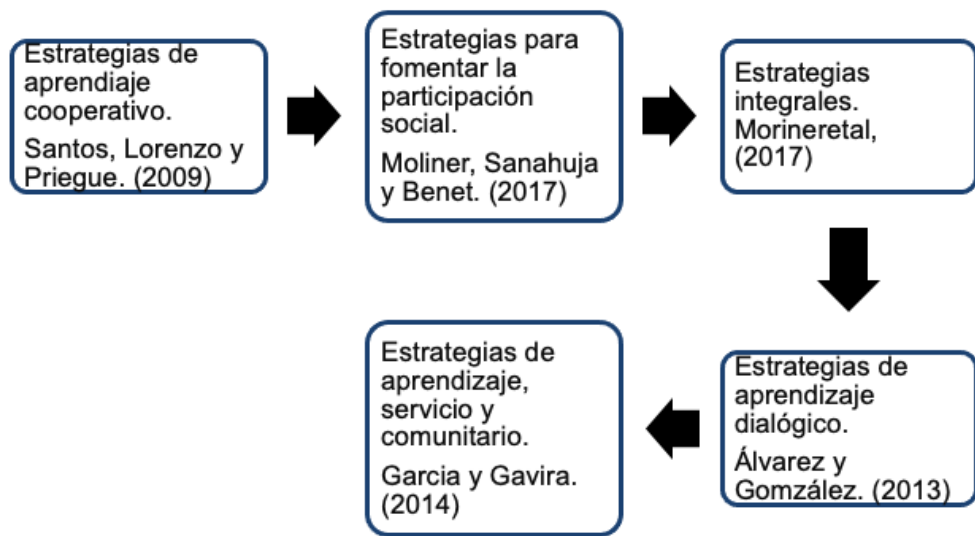 Estrategias de
aprendiaje
cooperativo.
Santos, Lorenzo y
Priegue. (2009)
Estrategias para
fomentar la
participación
social.
Moliner, Sanahuja
y Benet. (2017)
Estrategias
integrales.
Morineretal,
(2017)
Estrategias de
aprendizaje
dialógico.
Álvarez y
Gomzález. (2013)
Estrategias de
aprendizaje,
servicio y
comunitario.
Garcia y Gavira.
(2014)